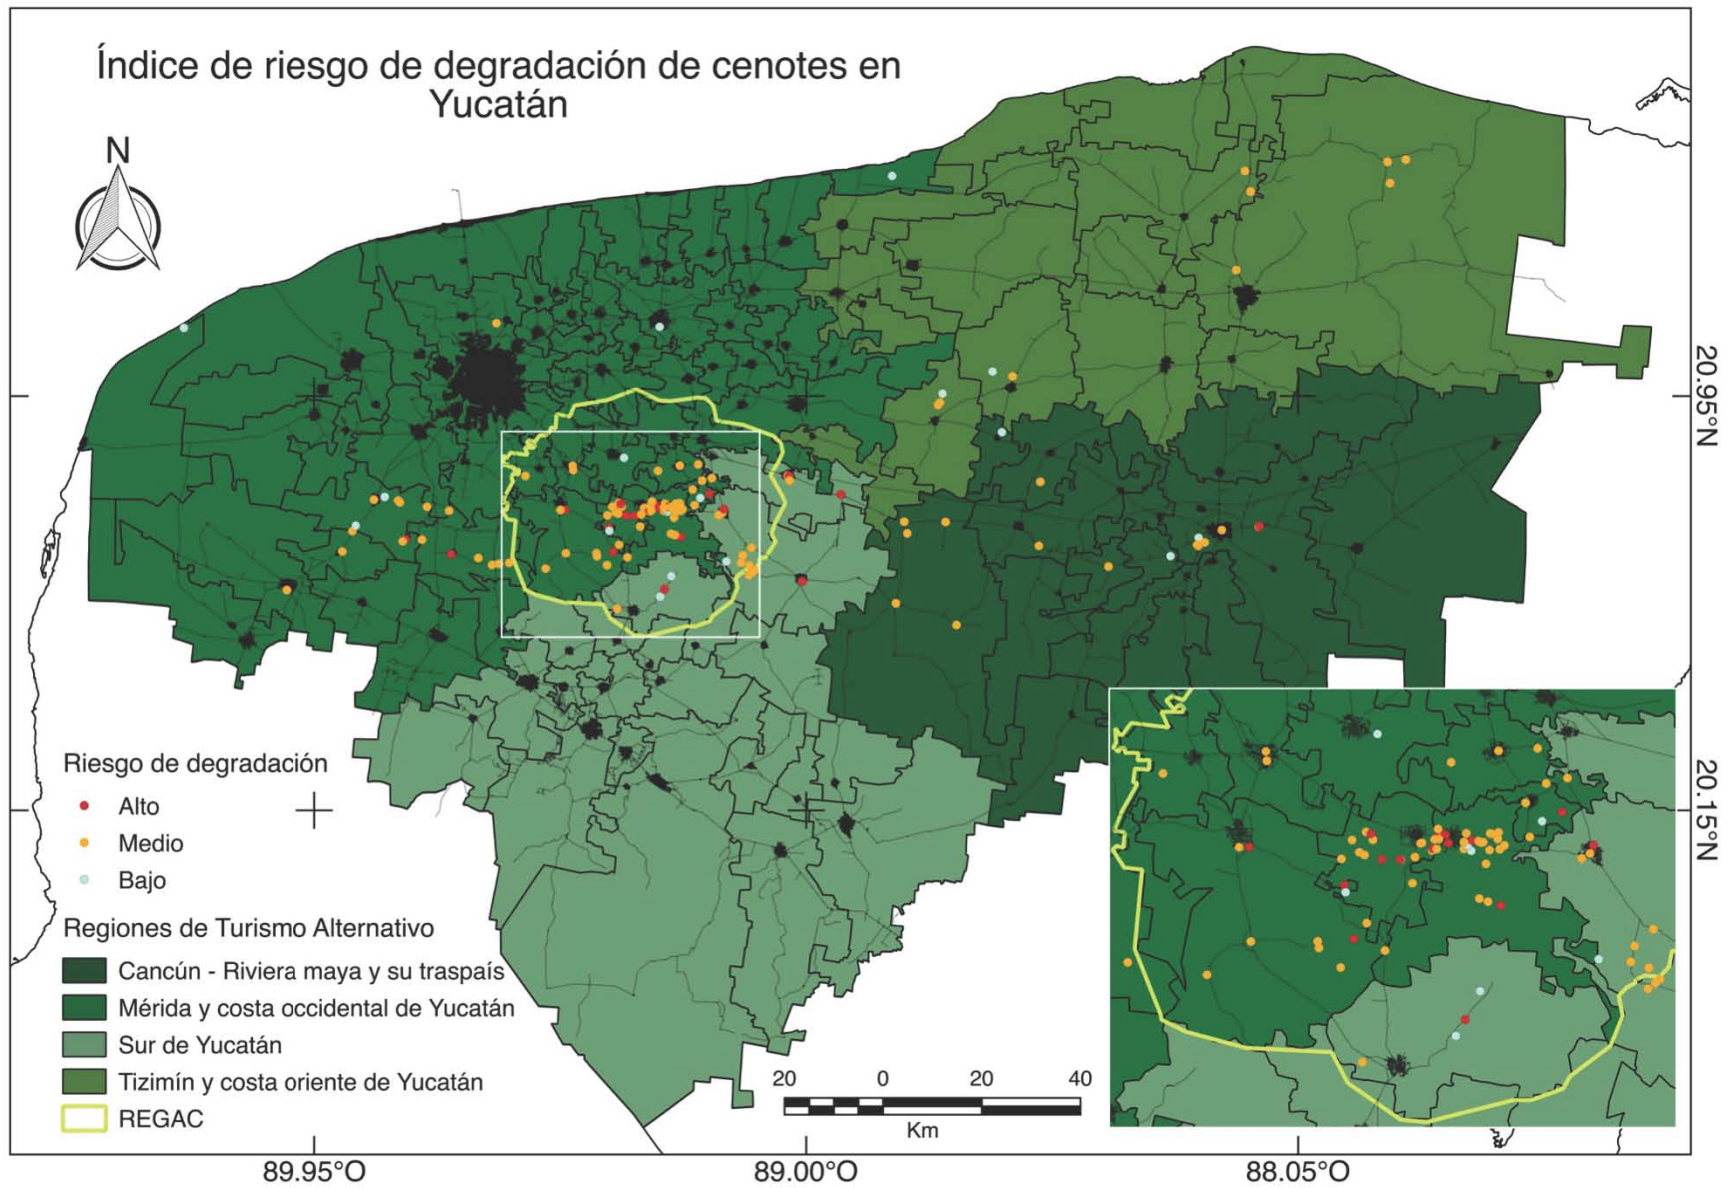 Índice de riesgo de degradación de cenotes en
Yucatán
N
20.95°N
20.15°N
Riesgo de degradación
Alto
Medio
Bajo
Regiones de Turismo Alternativo
Cancún - Riviera maya y su traspaís
Mérida y costa occidental de Yucatán
Sur de Yucatán
Tizimín y costa oriente de Yucatán
REGAC
20 0 20 40
Km
89.95°O 89.00°O 88.05°O